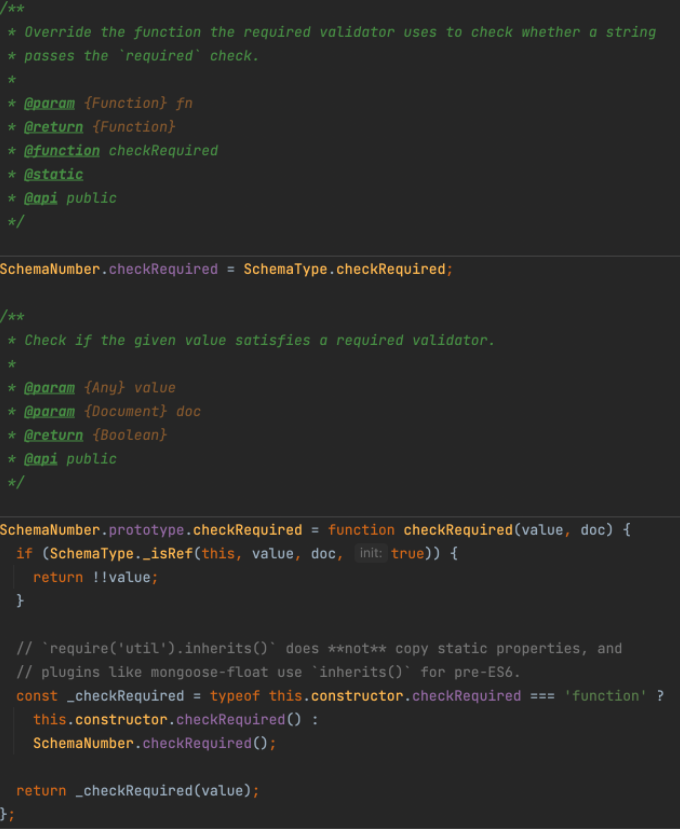 /**
 * Override the function the required validator uses to check whether a string
 * passes the `required` check.
 *
 * @param {Function} fn
 * @return {Function}
 * @function checkRequired
 * @static
 * @api public
 */
SchemaNumber.checkRequired = SchemaType.checkRequired;
/**
 * Check if the given value satisfies a required validator.
 *
 * @param {Any} value
 * @param {Document} doc
 * @return {Boolean}
 * @api public
 */
SchemaNumber.prototype.checkRequired = function checkRequired(value, doc) {
  if (SchemaType._isRef(this, value, doc, init: true)) {
    return !!value;
  }
  // `require('util').inherits()` does **not** copy static properties, and
  // plugins like mongoose-float use `inherits()` for pre-ES6.
  const _checkRequired = typeof this.constructor.checkRequired === 'function' ?
    this.constructor.checkRequired() :
    SchemaNumber.checkRequired();
  return _checkRequired(value);
};